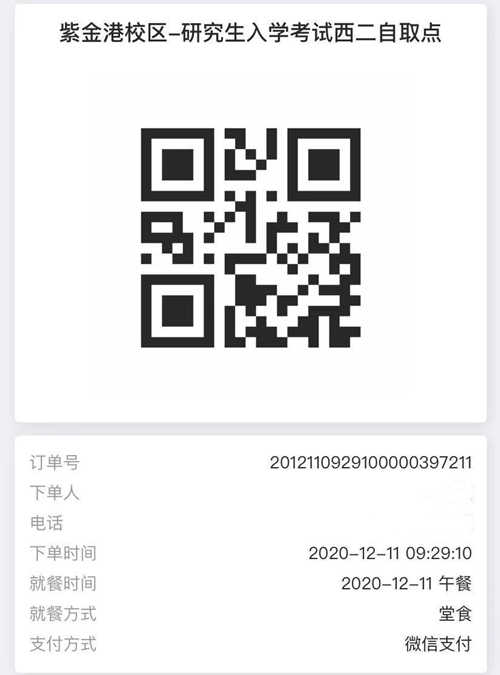 紫金港校区-研究生入学考试西二自取点
订单号 2012110929100000397211
下单人
电话
下单时间 2020-12-11 09:29:10
就餐时间 2020-12-11 午餐
就餐方式 堂食
支付方式 微信支付